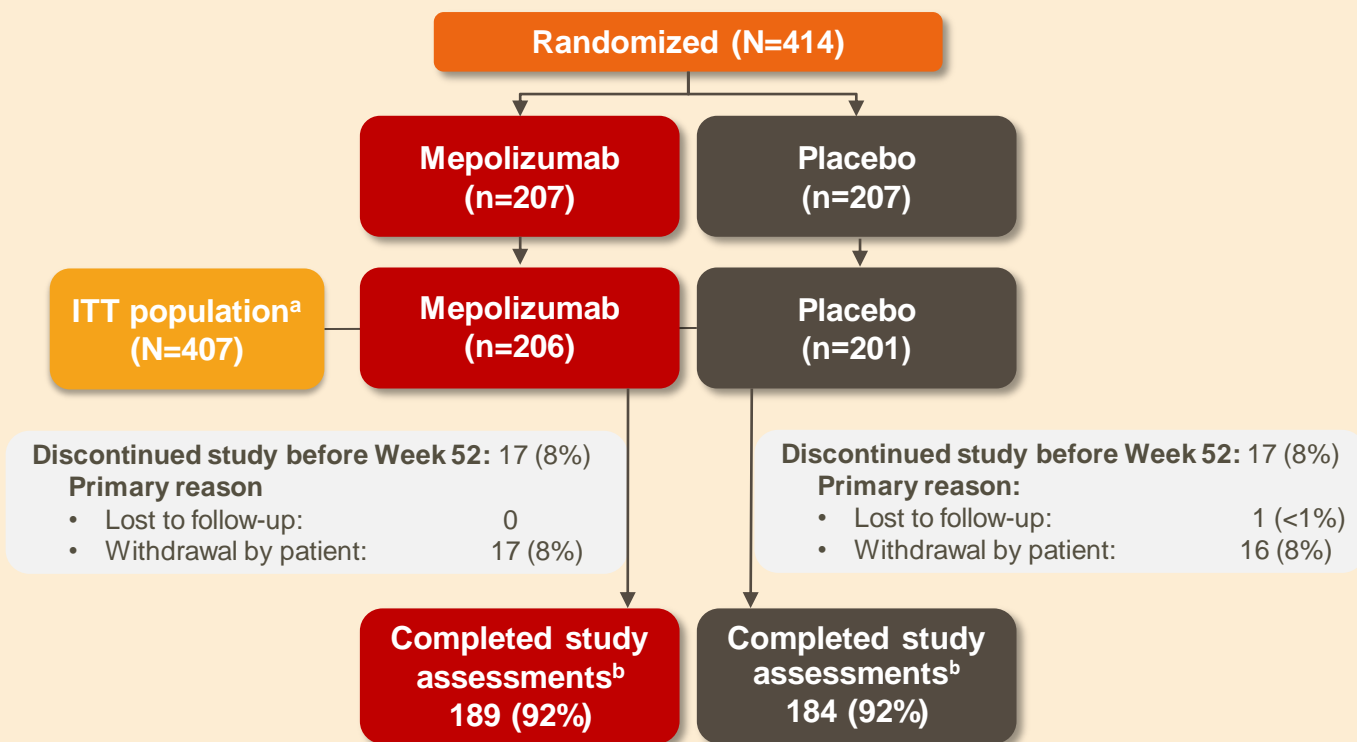 Randomized (N=414)
Mepolizumab
(n=207)
Placebo
(n=207)
ITT populationᵃ
(N=407)
Mepolizumab
(n=206)
Placebo
(n=201)
Discontinued study before Week 52: 17 (8%)
Primary reason
• Lost to follow-up: 0
• Withdrawal by patient: 17 (8%)
Discontinued study before Week 52: 17 (8%)
Primary reason:
• Lost to follow-up: 1 (<1%)
• Withdrawal by patient: 16 (8%)
Completed study
assessmentsᵇ
189 (92%)
Completed study
assessmentsᵇ
184 (92%)